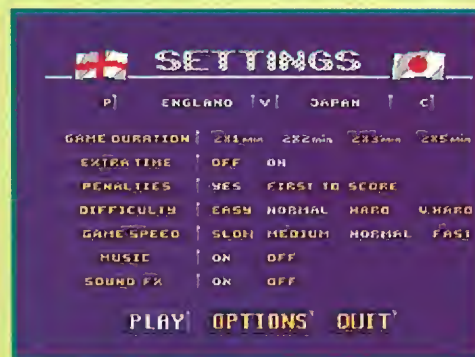 SETTINGS
P] ENGLAND [V] JAPAN [C]
GAME DURATION 2X1min 2X2min 2X3min 2X5min
EXTRA TIME OFF ON
PENALTIES YES FIRST TO SCORE
DIFFICULTY EASY NORMAL HARD V.HARD
GAME SPEED SLOW MEDIUM NORMAL FAST
MUSIC ON OFF
SOUND FX ON OFF
PLAY OPTIONS QUIT